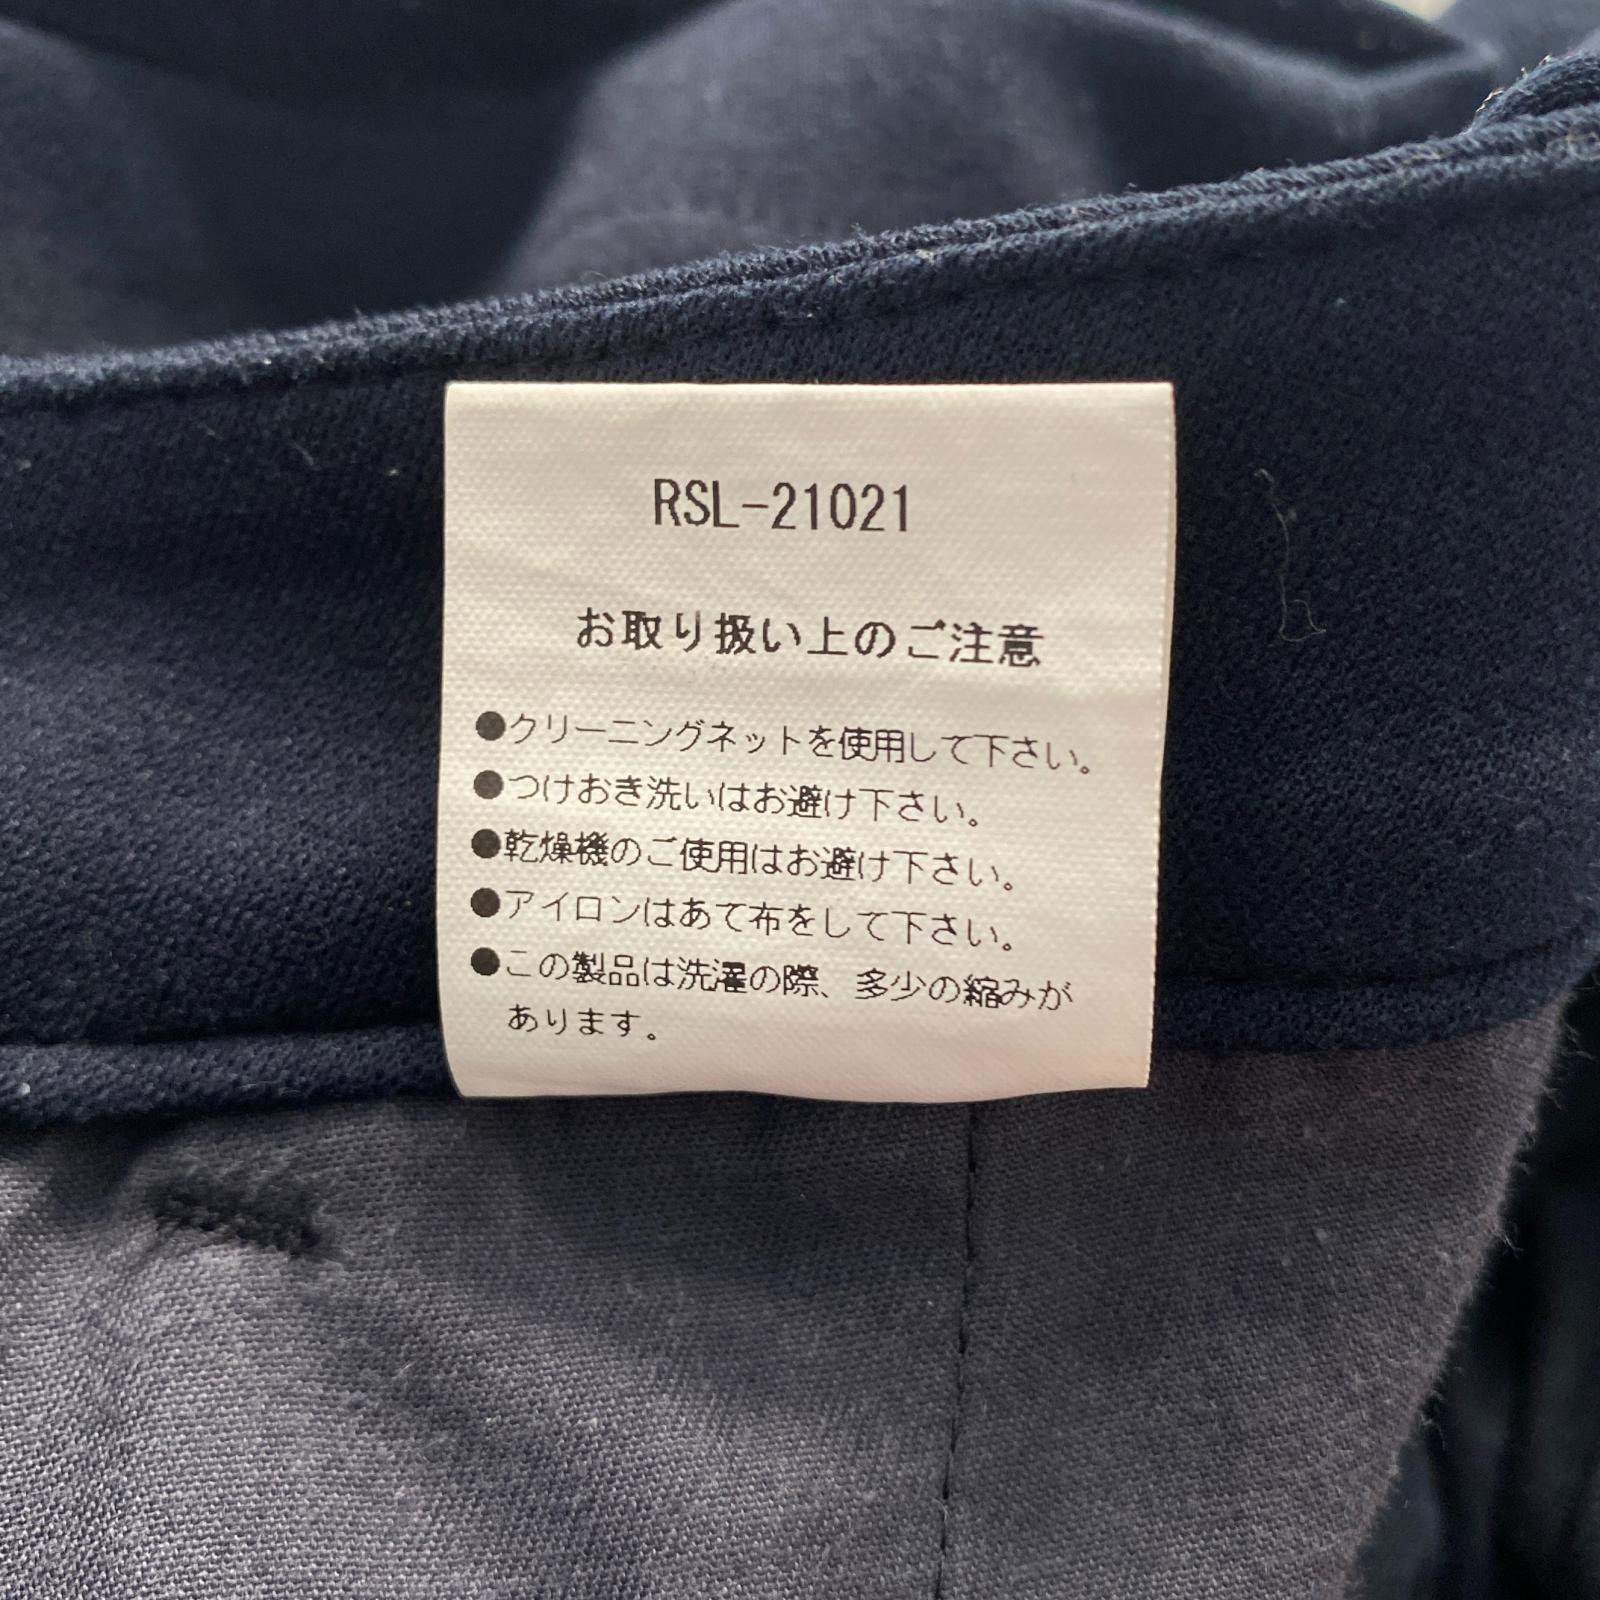 RSL-21021
お取り扱い上のご注意
●クリーニングネットを使用して下さい。
●つけおき洗いはお避け下さい。
●乾燥機のご使用はお避け下さい。
●アイロンはあて布をして下さい。
●この製品は洗濯の際、多少の縮みが
あります。